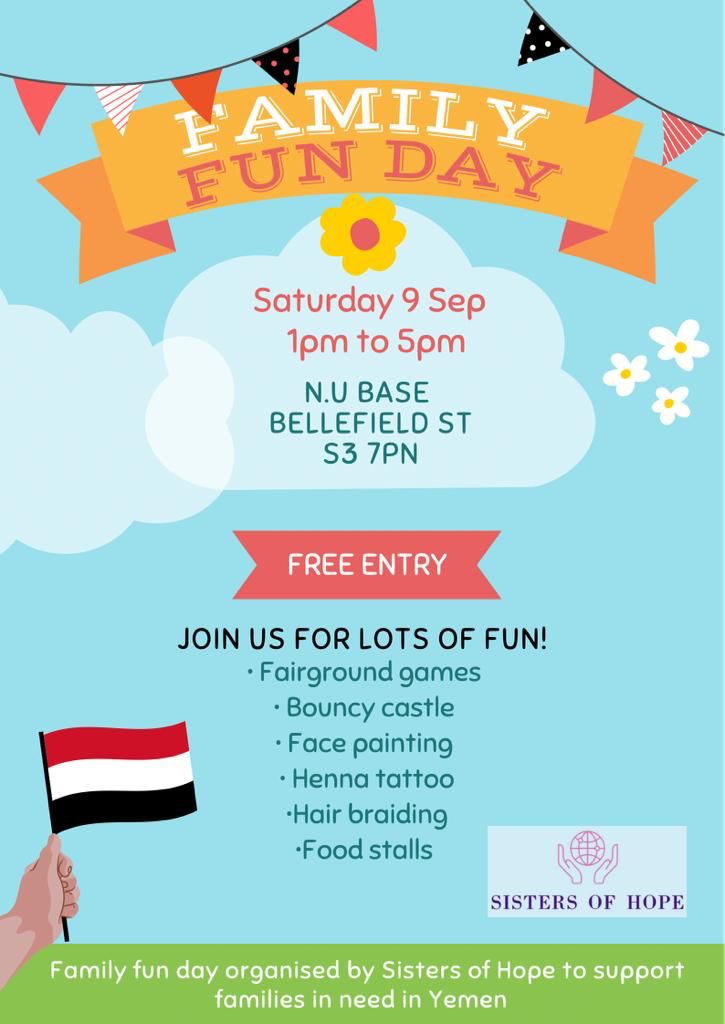 FAMILY
FUN DAY
Saturday 9 Sep
1pm to 5pm
N.U BASE
BELLEFIELD ST
S3 7PN
FREE ENTRY
JOIN US FOR LOTS OF FUN!
• Fairground games
• Bouncy castle
• Face painting
• Henna tattoo
•Hair braiding
•Food stalls
SISTERS OF HOPE
Family fun day organised by Sisters of Hope to support
families in need in Yemen